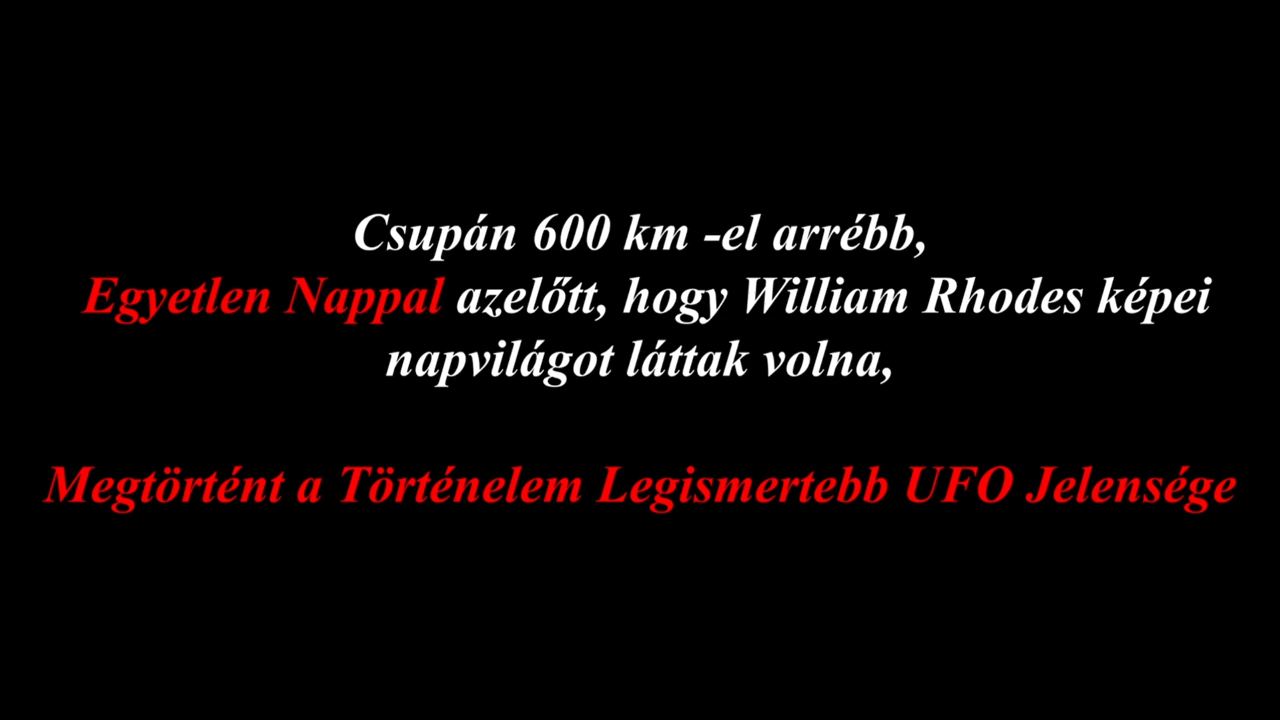 Csupán 600 km -el arrébb,
Egyetlen Nappal azelőtt, hogy William Rhodes képei
napvilágot láttak volna,
Megtörtént a Történelem Legismertebb UFO Jelensége